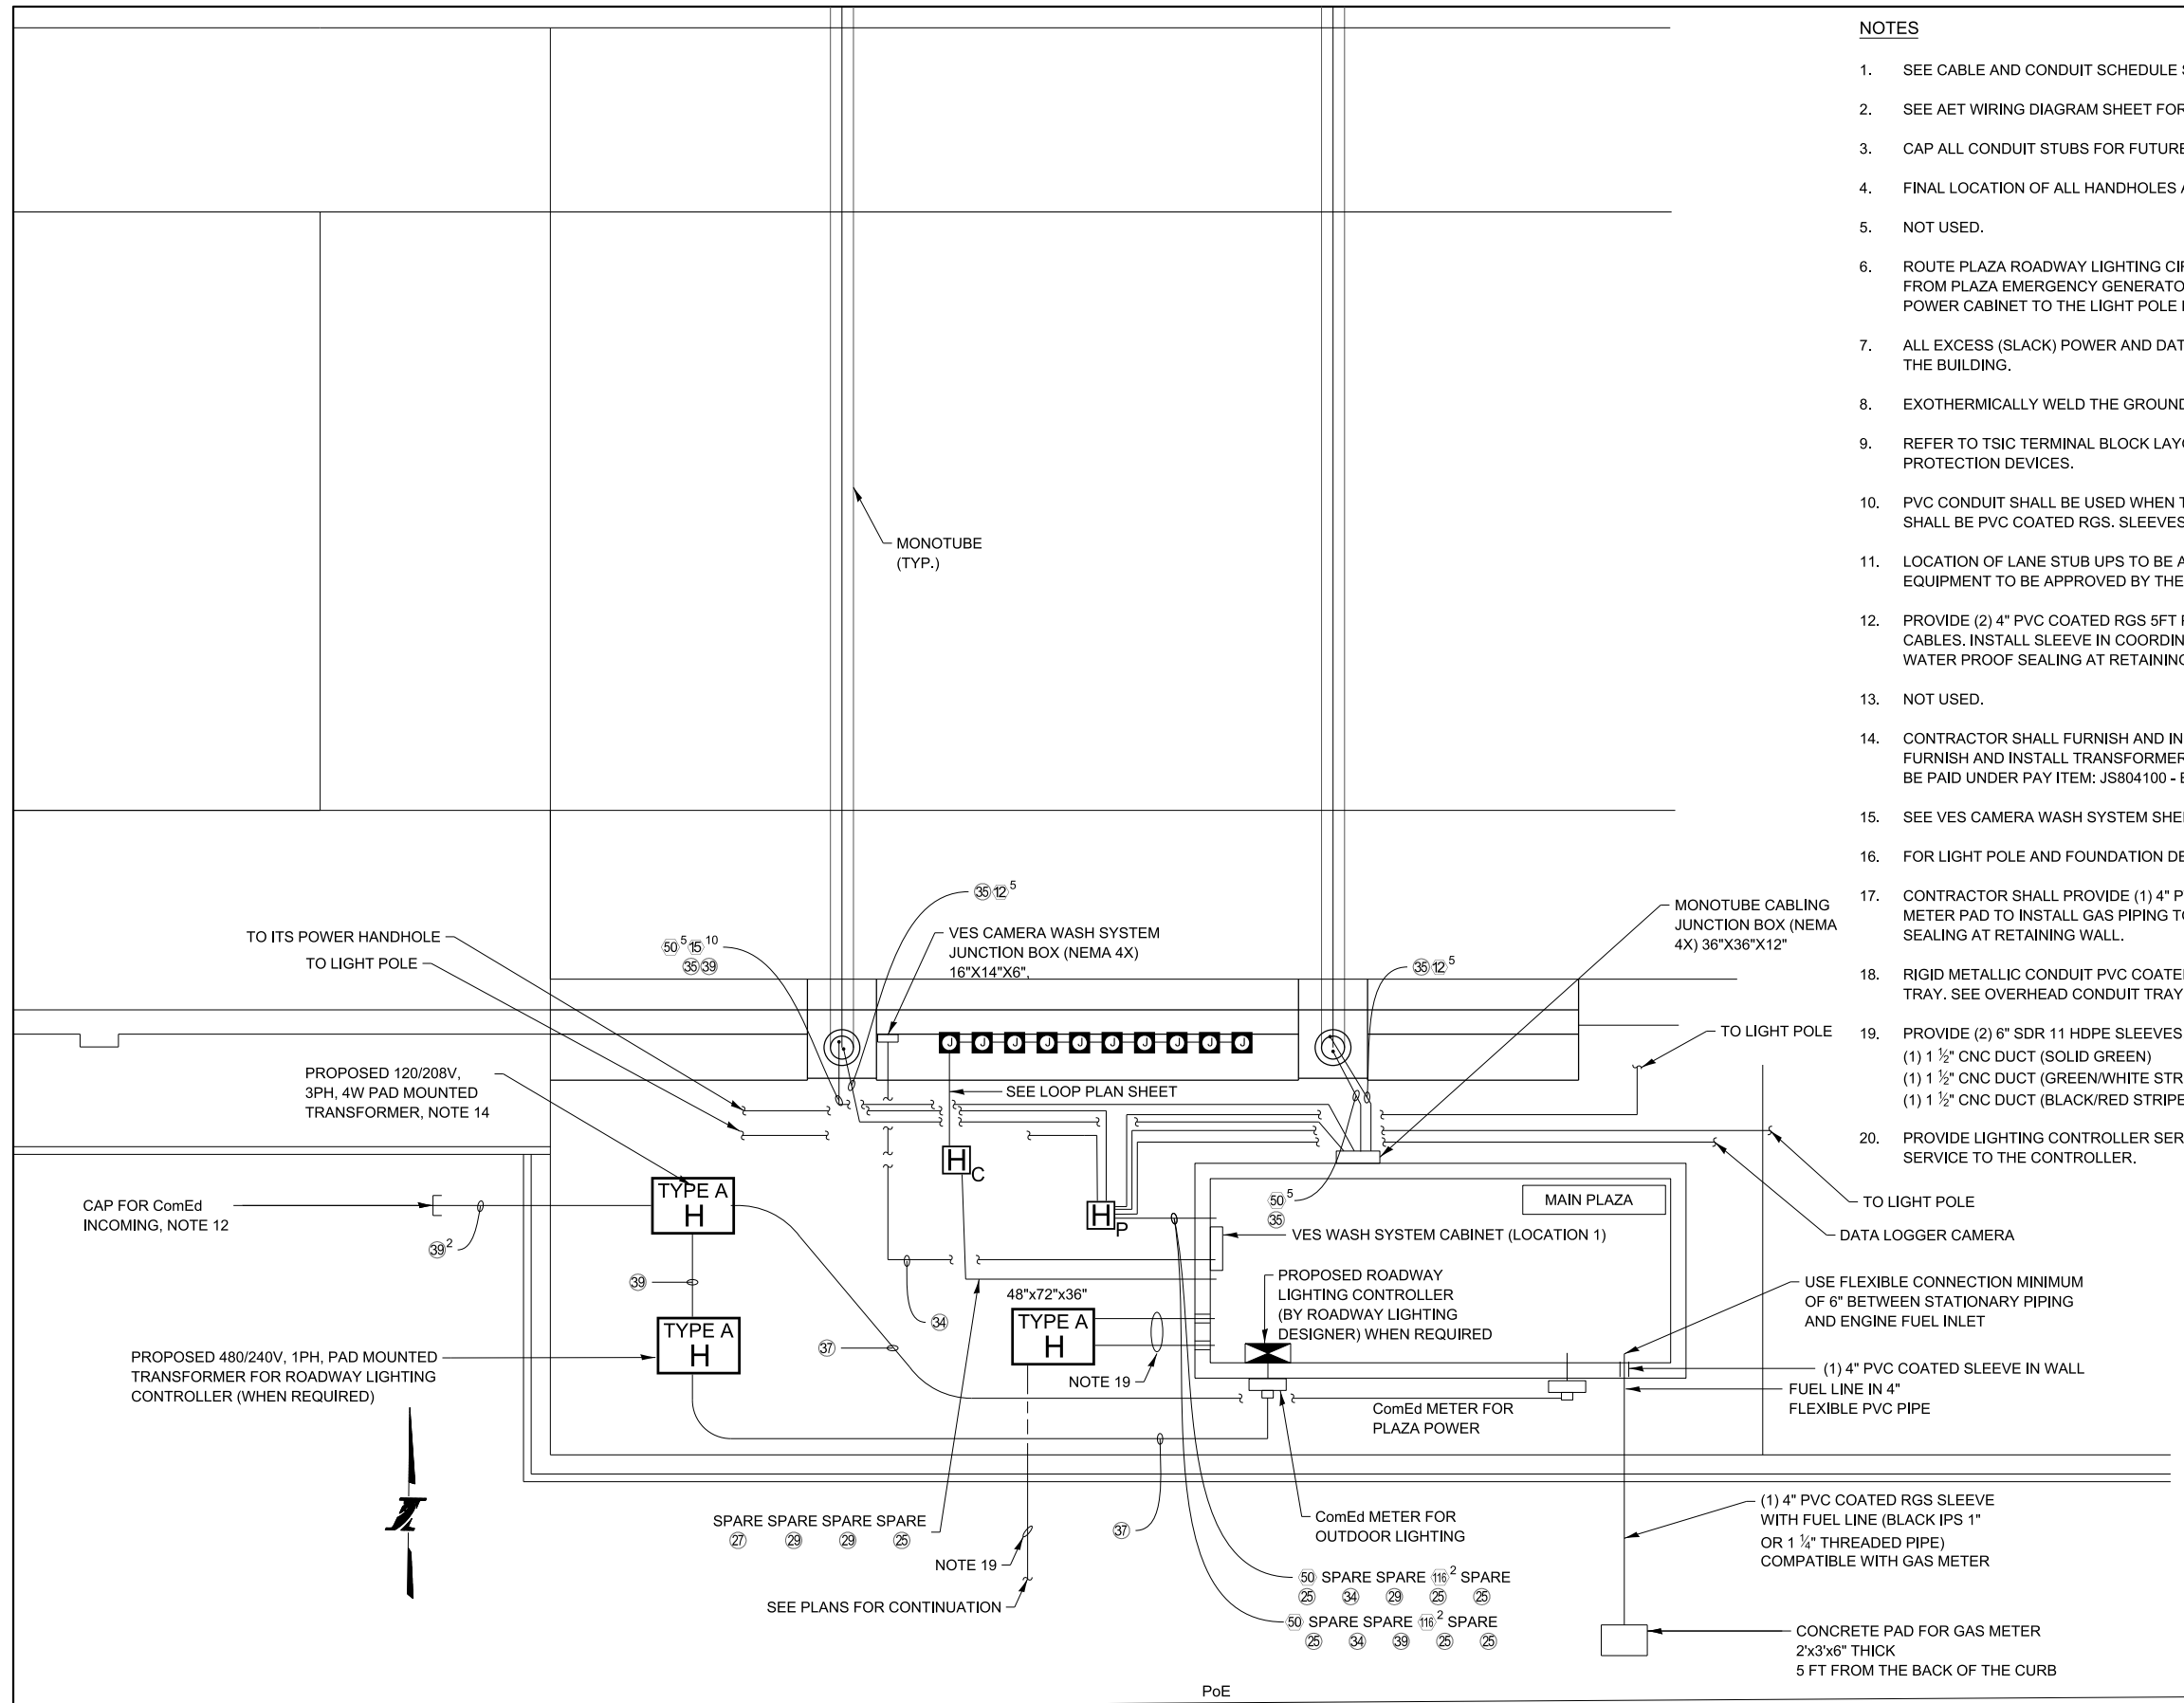 NOTES
1. SEE CABLE AND CONDUIT SCHEDULE
2. SEE AET WIRING DIAGRAM SHEET FOR
3. CAP ALL CONDUIT STUBS FOR FUTURE
4. FINAL LOCATION OF ALL HANDHOLES
5. NOT USED.
6. ROUTE PLAZA ROADWAY LIGHTING
FROM PLAZA EMERGENCY
POWER CABINET TO THE LIGHT POLE
7. ALL EXCESS (SLACK) POWER AND
THE BUILDING.
8. EXOTHERMICALLY WELD THE
9. REFER TO TSIC TERMINAL BLOCK
PROTECTION DEVICES.
10. PVC CONDUIT SHALL BE USED WHEN
SHALL BE PVC COATED RGS. SLEEVES
11. LOCATION OF LANE STUB UPS TO BE
EQUIPMENT TO BE APPROVED BY THE
12. PROVIDE (2) 4" PVC COATED RGS 5FT
CABLES. INSTALL SLEEVE IN
WATER PROOF SEALING AT
13. NOT USED.
14. CONTRACTOR SHALL FURNISH AND
FURNISH AND INSTALL
BE PAID UNDER PAY ITEM: JS804100 -
15. SEE VES CAMERA WASH SYSTEM
16. FOR LIGHT POLE AND FOUNDATION
17. CONTRACTOR SHALL PROVIDE (1) 4"
METER PAD TO INSTALL GAS PIPING
SEALING AT RETAINING WALL.
18. RIGID METALLIC CONDUIT PVC
TRAY. SEE OVERHEAD CONDUIT TRAY
19. PROVIDE (2) 6" SDR 11 HDPE SLEEVES
(1) 1 ½" CNC DUCT (SOLID GREEN)
(1) 1 ½" CNC DUCT (GREEN/WHITE
(1) 1 ½" CNC DUCT (BLACK/RED
20. PROVIDE LIGHTING CONTROLLER
SERVICE TO THE CONTROLLER.
MONOTUBE
(TYP.)
35 12 5
TO ITS POWER HANDHOLE
TO LIGHT POLE
50 5 15 10
35 39
VES CAMERA WASH SYSTEM
JUNCTION BOX (NEMA 4X)
16"X14"X6",
35 12 5
MONOTUBE CABLING
JUNCTION BOX (NEMA
4X) 36"X36"X12"
TO LIGHT POLE
J J J J J J J J J J
SEE LOOP PLAN SHEET
PROPOSED 120/208V,
3PH, 4W PAD MOUNTED
TRANSFORMER, NOTE 14
H C
TYPE A
H
CAP FOR ComEd
INCOMING, NOTE 12
39 2
H P
50 5
35
MAIN PLAZA
TO LIGHT POLE
DATA LOGGER CAMERA
VES WASH SYSTEM CABINET (LOCATION 1)
39
34
37
48"x72"x36"
TYPE A
H
NOTE 19
PROPOSED ROADWAY
LIGHTING CONTROLLER
(BY ROADWAY LIGHTING
DESIGNER) WHEN REQUIRED
USE FLEXIBLE CONNECTION MINIMUM
OF 6" BETWEEN STATIONARY PIPING
AND ENGINE FUEL INLET
TYPE A
H
PROPOSED 480/240V, 1PH, PAD MOUNTED
TRANSFORMER FOR ROADWAY LIGHTING
CONTROLLER (WHEN REQUIRED)
(1) 4" PVC COATED SLEEVE IN WALL
FUEL LINE IN 4"
FLEXIBLE PVC PIPE
ComEd METER FOR
PLAZA POWER
SPARE SPARE SPARE SPARE
27 29 29 25
NOTE 19
37
ComEd METER FOR
OUTDOOR LIGHTING
(1) 4" PVC COATED RGS SLEEVE
WITH FUEL LINE (BLACK IPS 1"
OR 1 ¼" THREADED PIPE)
COMPATIBLE WITH GAS METER
SEE PLANS FOR CONTINUATION
50 SPARE SPARE 116 2 SPARE
25 34 29 25 25
50 SPARE SPARE 116 2 SPARE
25 34 39 25 25
CONCRETE PAD FOR GAS METER
2'x3'x6" THICK
5 FT FROM THE BACK OF THE CURB
PoE